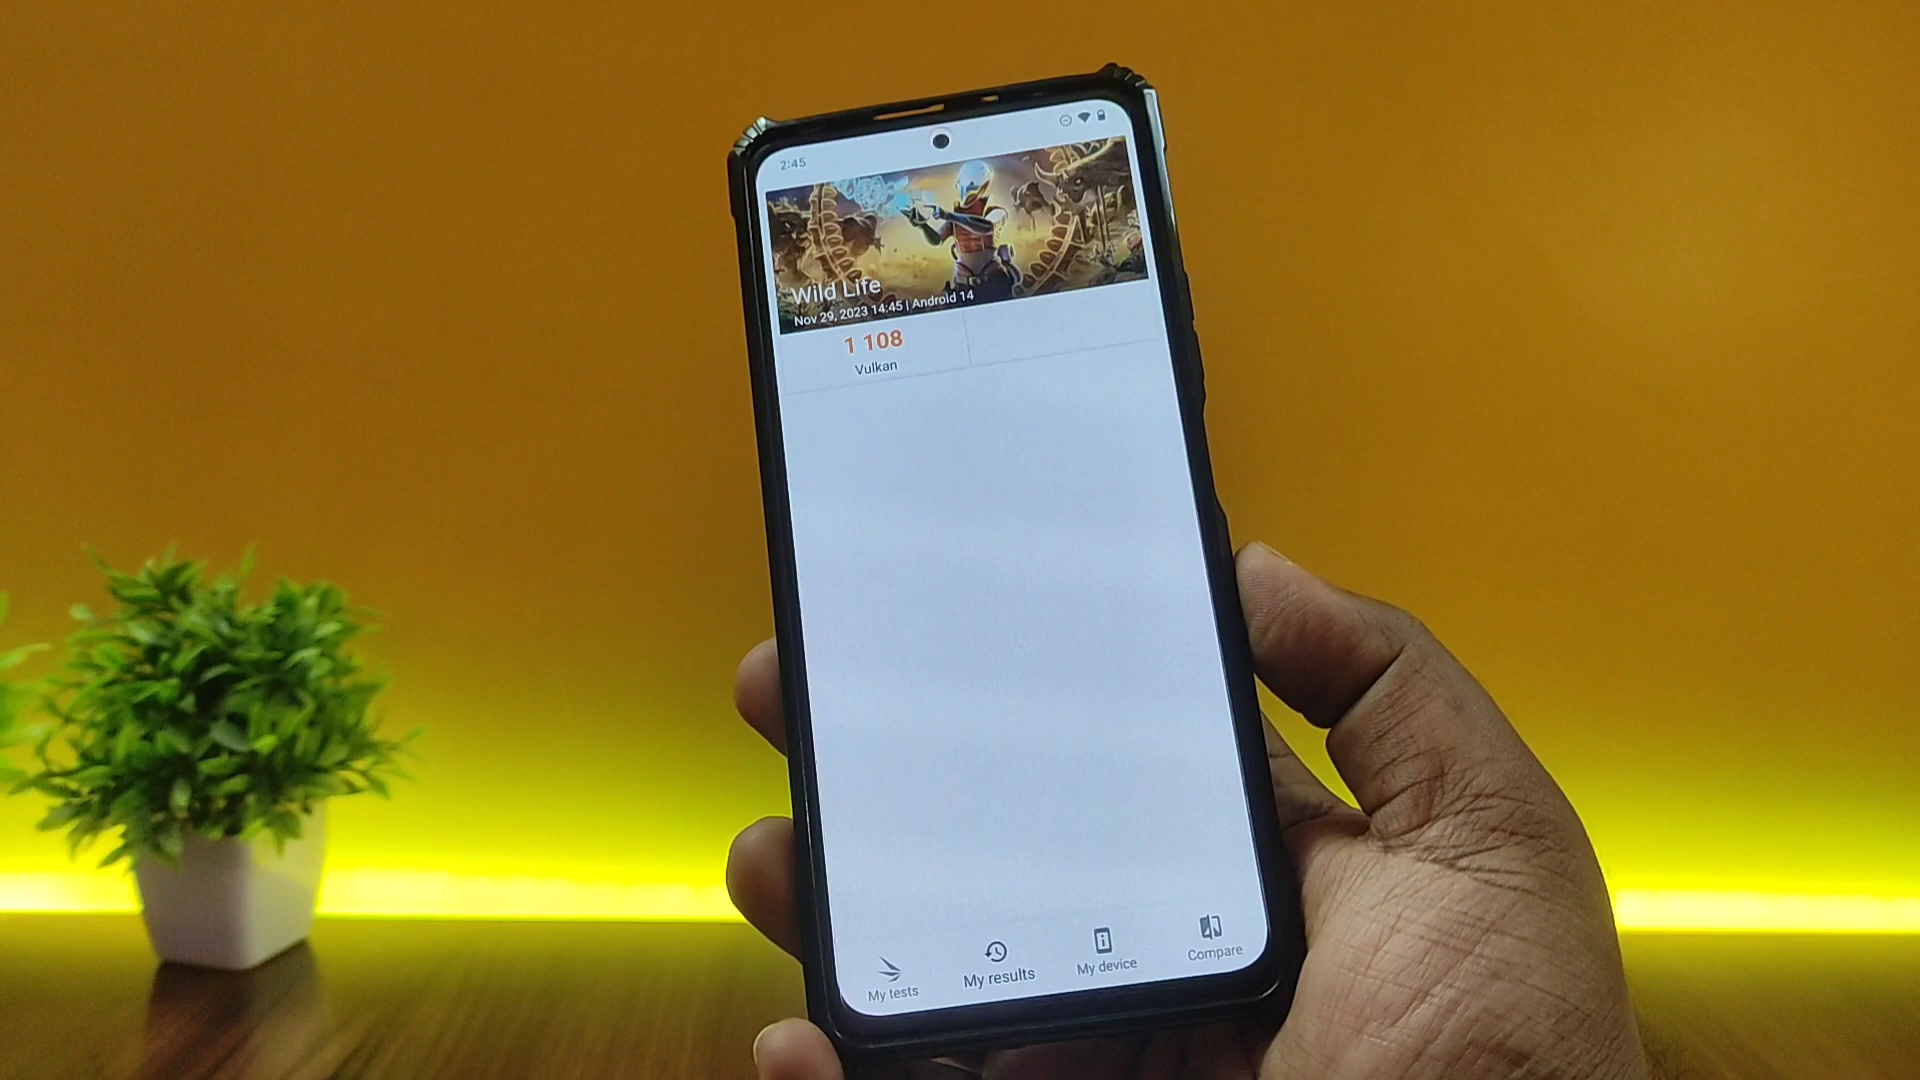 2:45
Wild Life
Nov 29, 2023 14:45 | Android 14
1 108
Vulkan
My tests
My results
My device
Compare